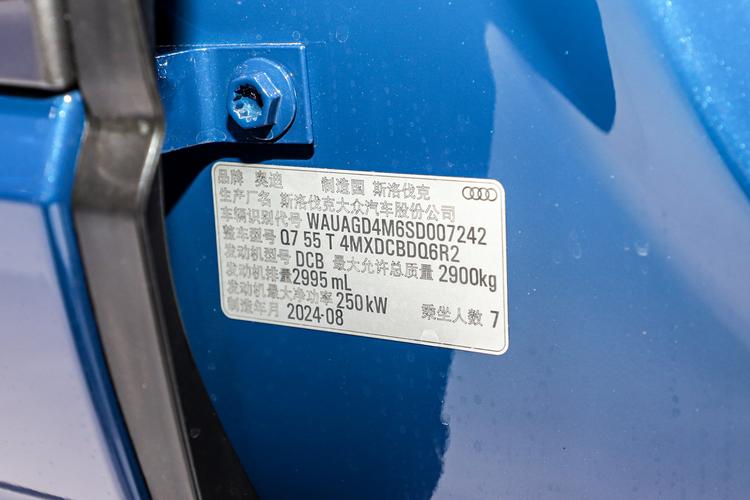 品牌 奥迪 制造国 斯洛伐克
生产厂名 斯洛伐克大众汽车股份公司
车辆识别代号 WAUAGD4M6SD007242
整车型号 Q7 55 T 4MXDCBDQ6R2
发动机型号 DCB 最大允许总质量 2900kg
发动机排量 2995 mL
发动机最大净功率 250 kW
制造年月 2024-08 乘坐人数 7